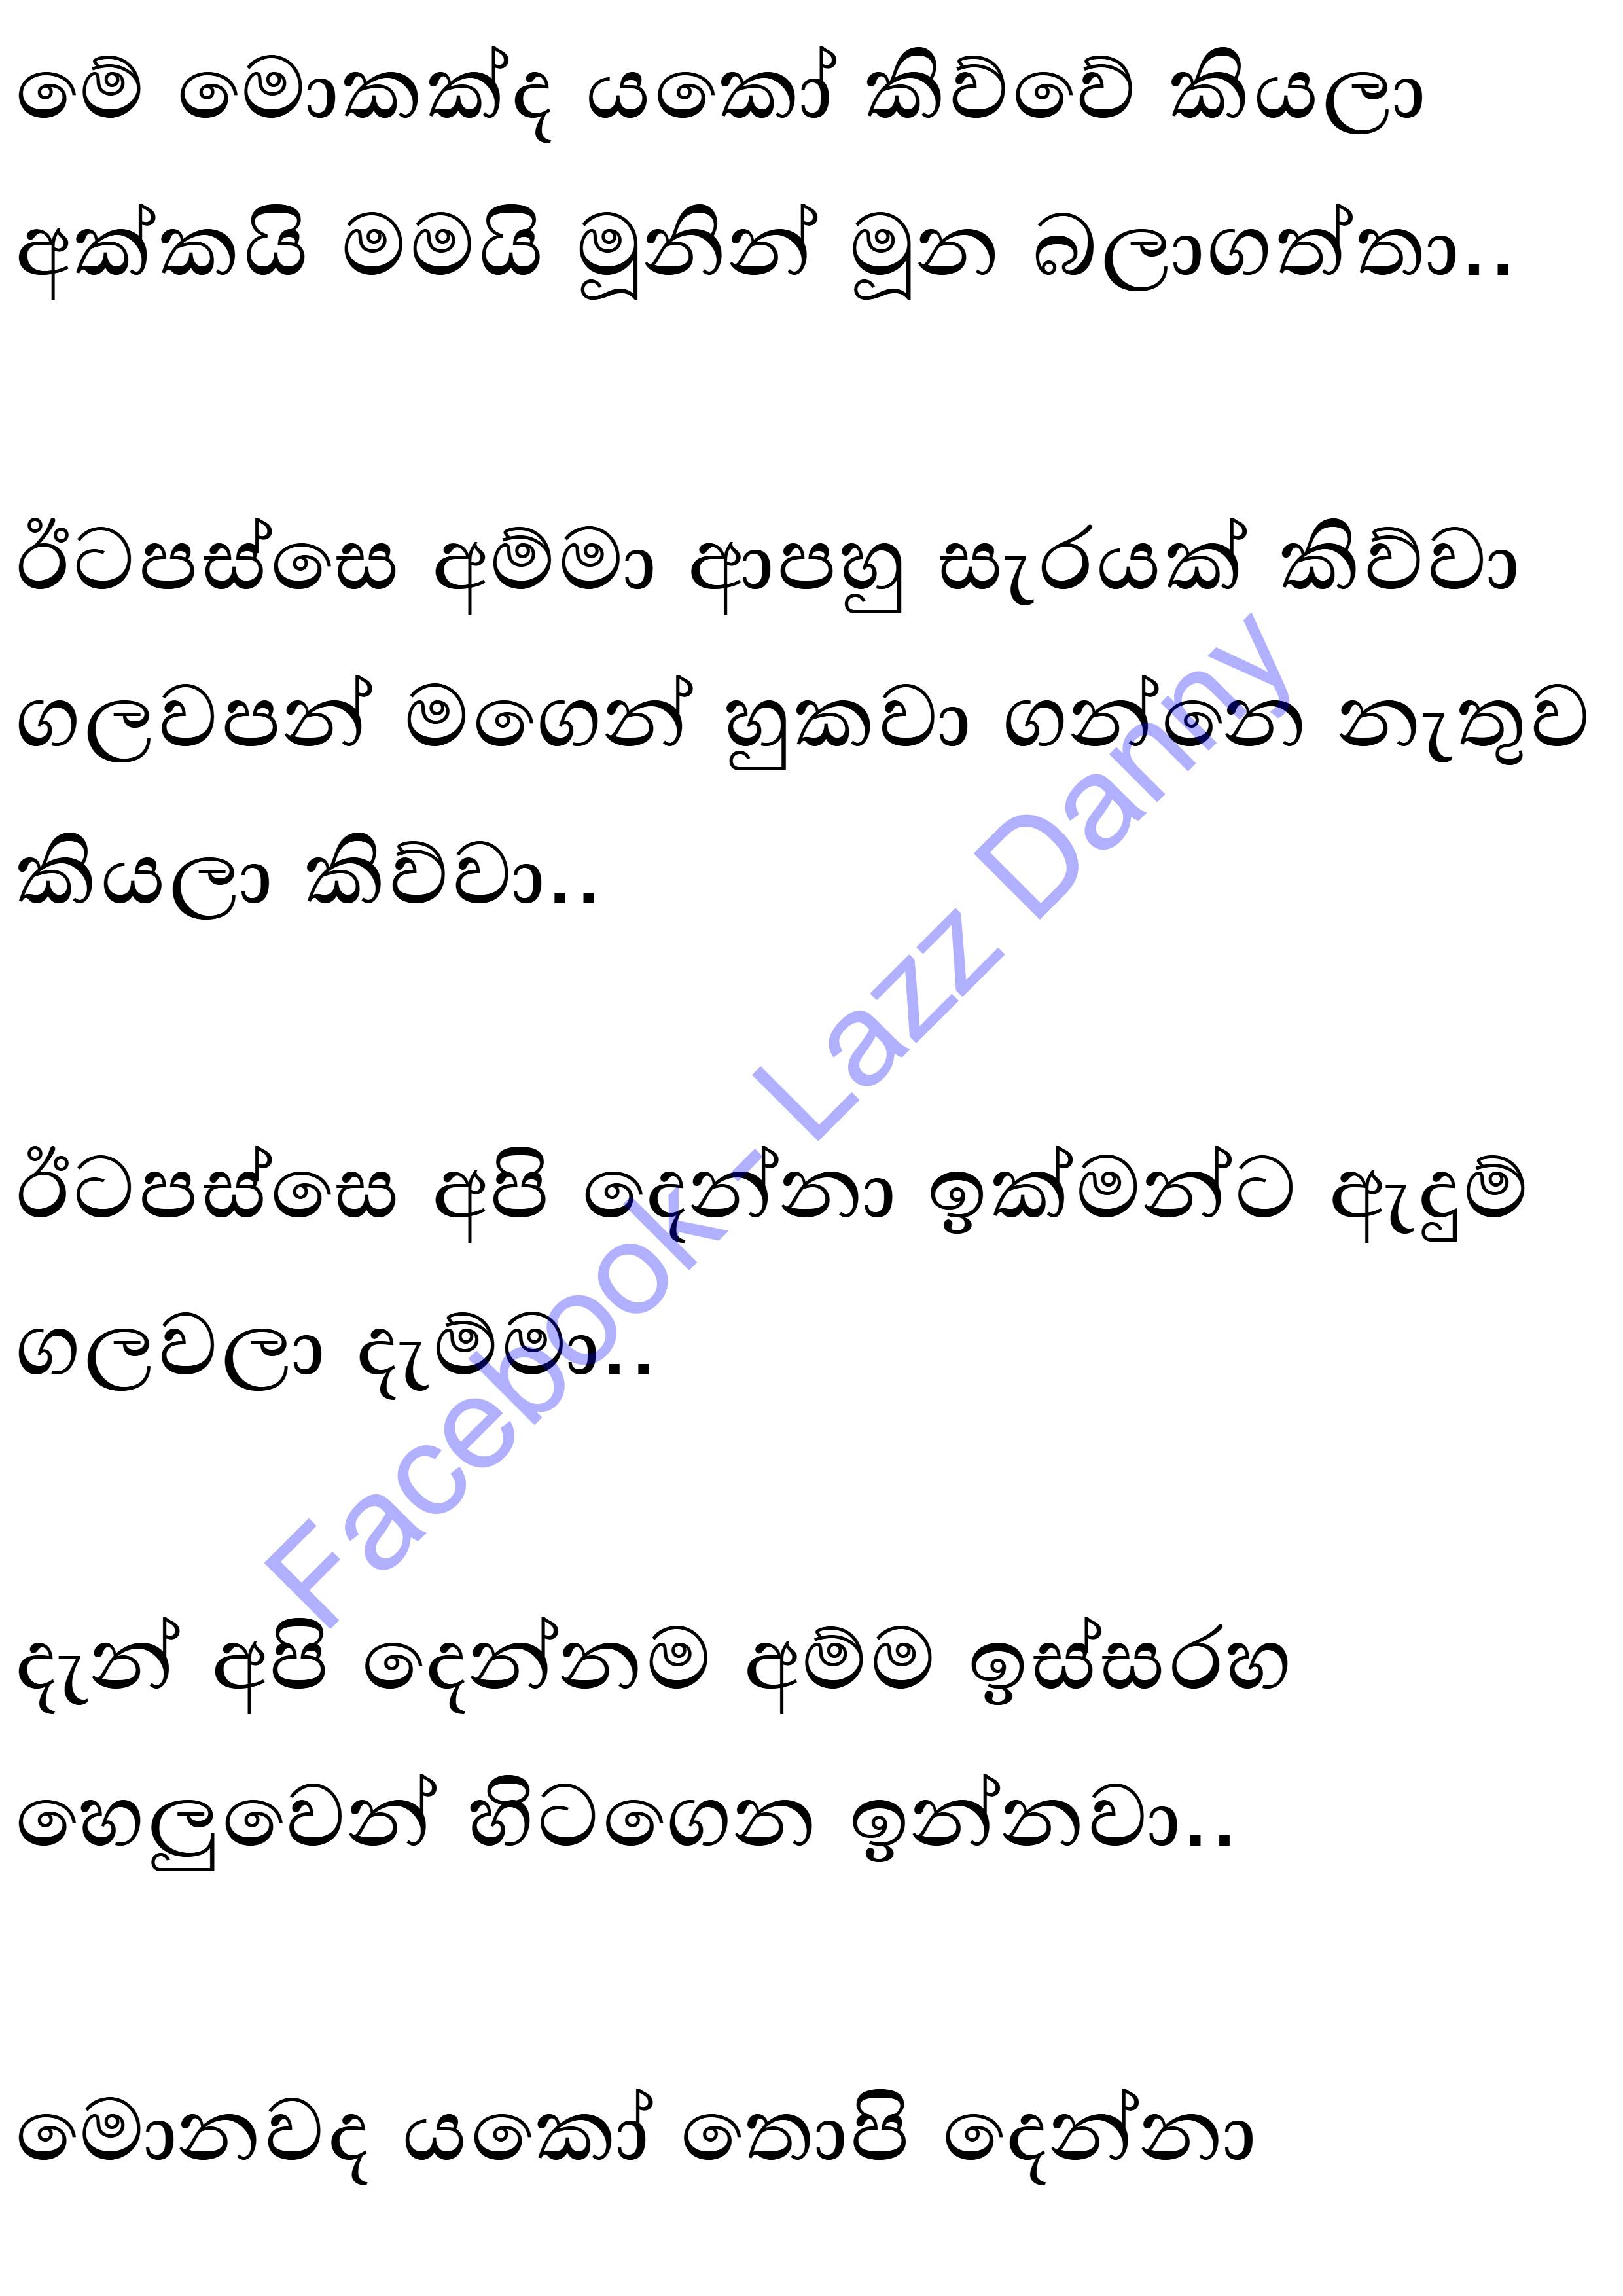 මේ මොකක්ද යකෝ කිව්වේ කියලා
අක්කයි මමයි මූනින් මූන බලාගත්තා..
ඊටපස්සෙ අම්මා ආපහු සැරයක් කිව්වා
ගලවපන් මගෙන් හුකවා ගන්නෙ නැතුව
කියලා කිව්වා..
ඊටපස්සෙ අපි දෙන්නා ඉක්මන්ට ඇදුම්
ගලවලා දැම්මා..
දැන් අපි දෙන්නම අම්ම ඉස්සරහ
හෙලුවෙන් හිටගෙන ඉන්නවා..
මොනවද යකෝ තොපි දෙන්නා
Facebook - Lazz Danny